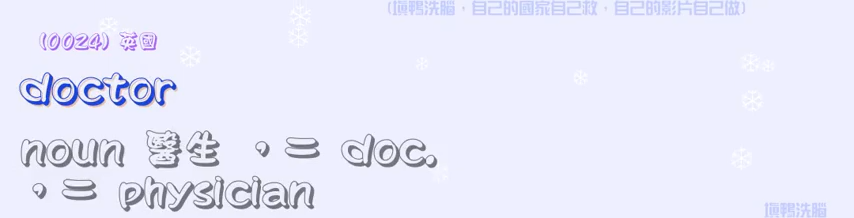 (填鴨洗腦，自己的國家自己救，自己的影片自己做)
(0024) 英國
doctor
noun 醫生 ，= doc.
，= physician
填鴨洗腦